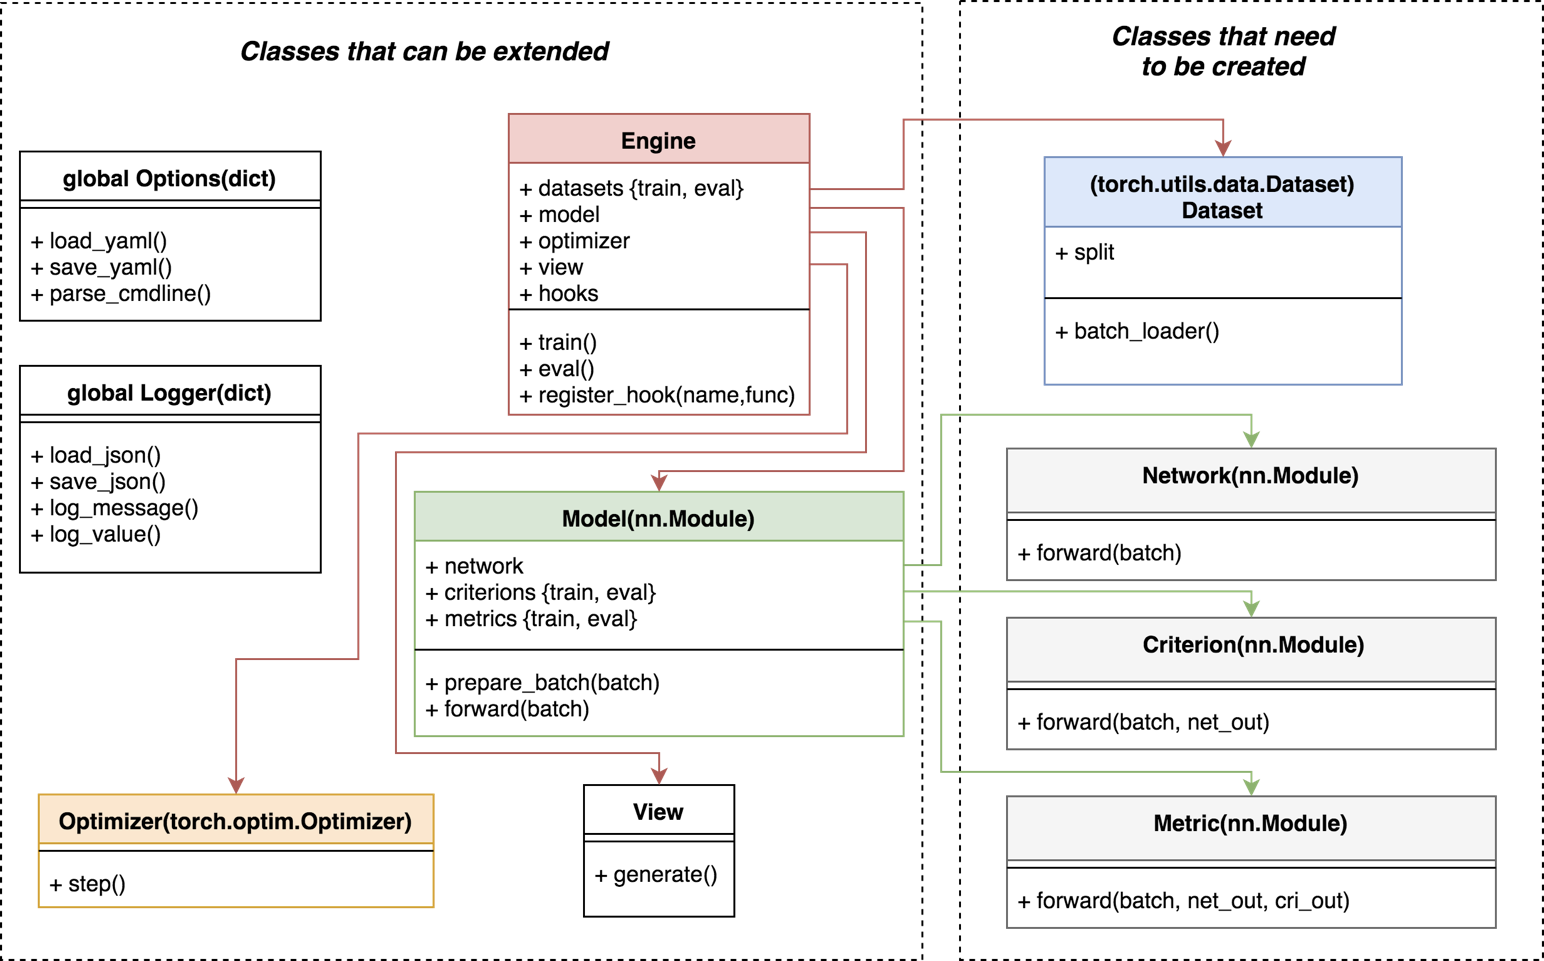 Classes that can be extended
global Options(dict)
+ load_yaml()
+ save_yaml()
+ parse_cmdline()
global Logger(dict)
+ load_json()
+ save_json()
+ log_message()
+ log_value()
Engine
+ datasets {train, eval}
+ model
+ optimizer
+ view
+ hooks
+ train()
+ eval()
+ register_hook(name,func)
Model(nn.Module)
+ network
+ criterions {train, eval}
+ metrics {train, eval}
+ prepare_batch(batch)
+ forward(batch)
Optimizer(torch.optim.Optimizer)
+ step()
View
+ generate()
Classes that need
to be created
(torch.utils.data.Dataset)
Dataset
+ split
+ batch_loader()
Network(nn.Module)
+ forward(batch)
Criterion(nn.Module)
+ forward(batch, net_out)
Metric(nn.Module)
+ forward(batch, net_out, cri_out)